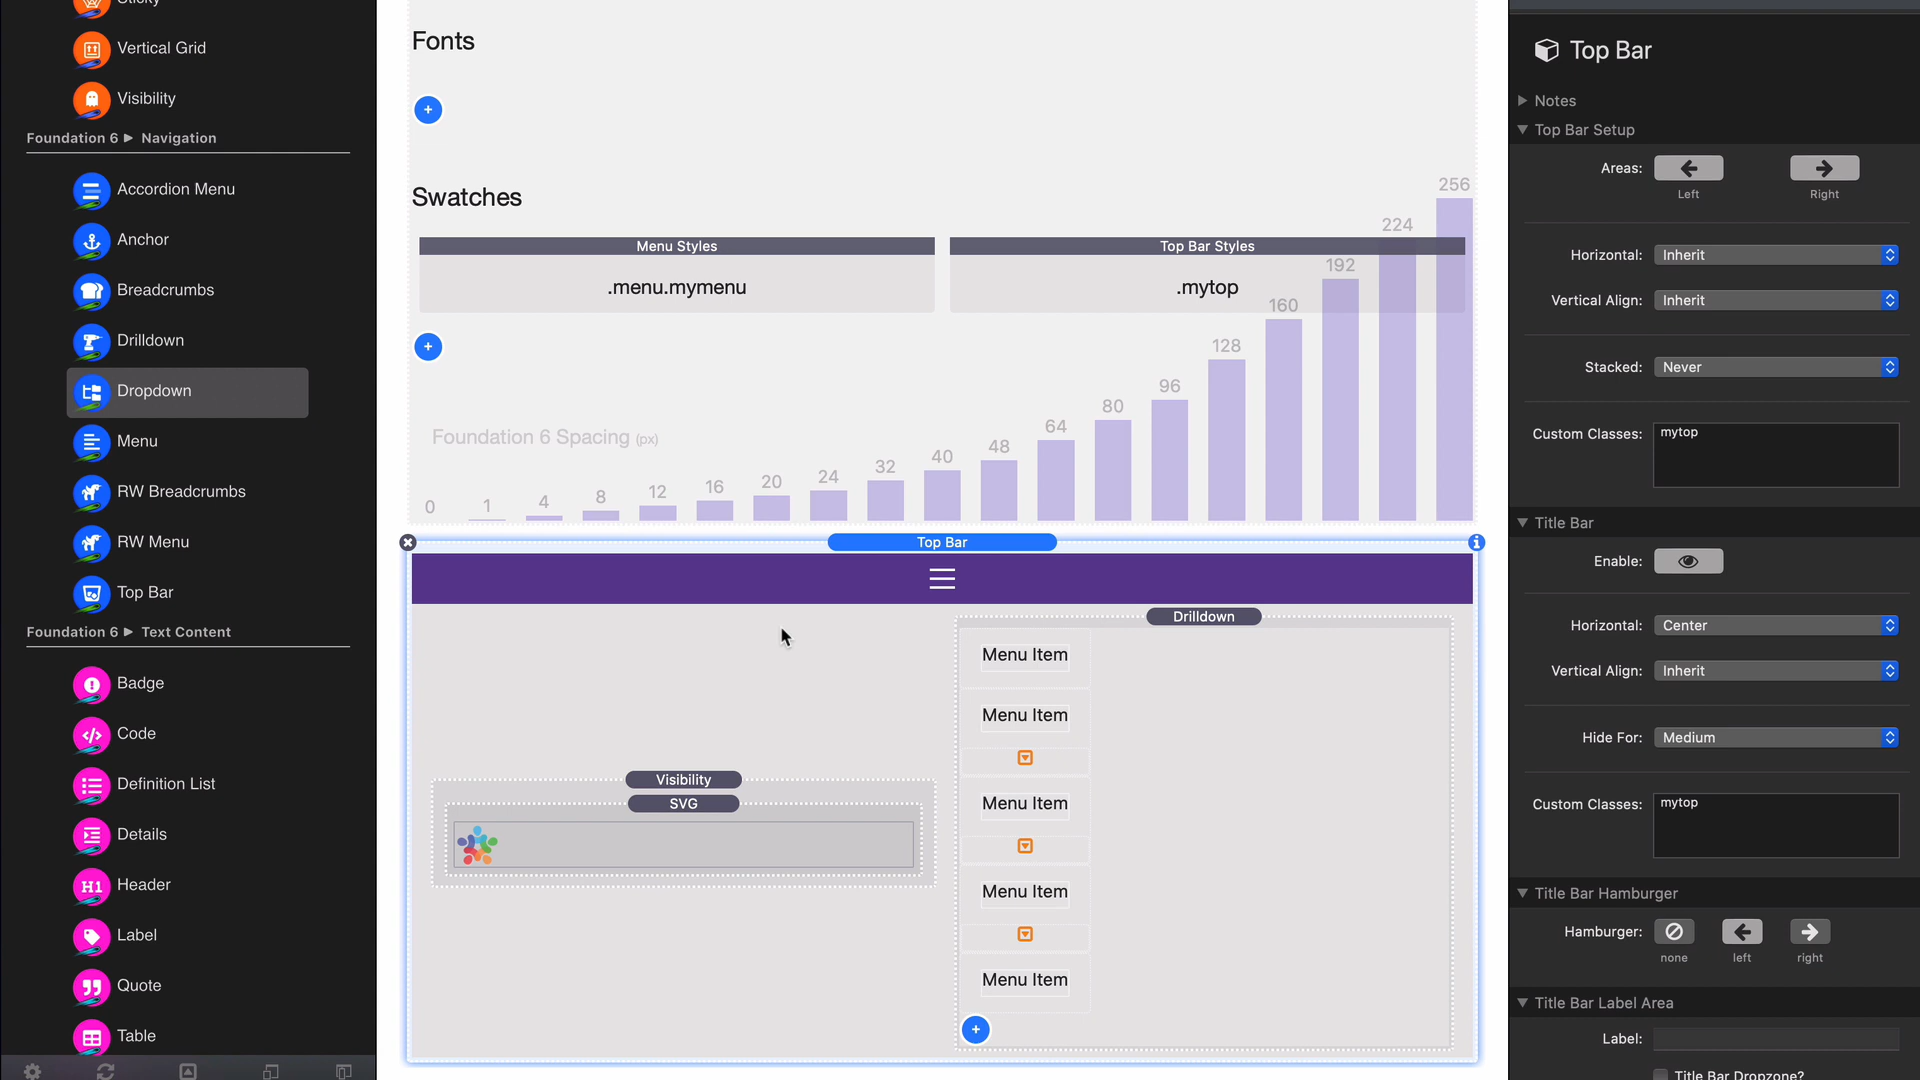 Sticky
Vertical Grid
Visibility
Foundation 6 ▶ Navigation
Accordion Menu
Anchor
Breadcrumbs
Drilldown
Dropdown
Menu
RW Breadcrumbs
RW Menu
Top Bar
Foundation 6 ▶ Text Content
Badge
Code
Definition List
Details
H1
Header
Label
Quote
Table
Fonts
Swatches
Menu Styles
.menu.mymenu
Top Bar Styles
.mytop
Foundation 6 Spacing (px)
0
1
4
8
12
16
20
24
32
40
48
64
80
96
128
160
192
224
256
Top Bar
Visibility
SVG
Drilldown
Menu Item
Menu Item
Menu Item
Menu Item
Menu Item
Top Bar
Notes
Top Bar Setup
Areas:
Left
Right
Horizontal: Inherit
Vertical Align: Inherit
Stacked: Never
Custom Classes: mytop
Title Bar
Enable:
Horizontal: Center
Vertical Align: Inherit
Hide For: Medium
Custom Classes: mytop
Title Bar Hamburger
Hamburger:
none
left
right
Title Bar Label Area
Label:
Title Bar Dropzone?